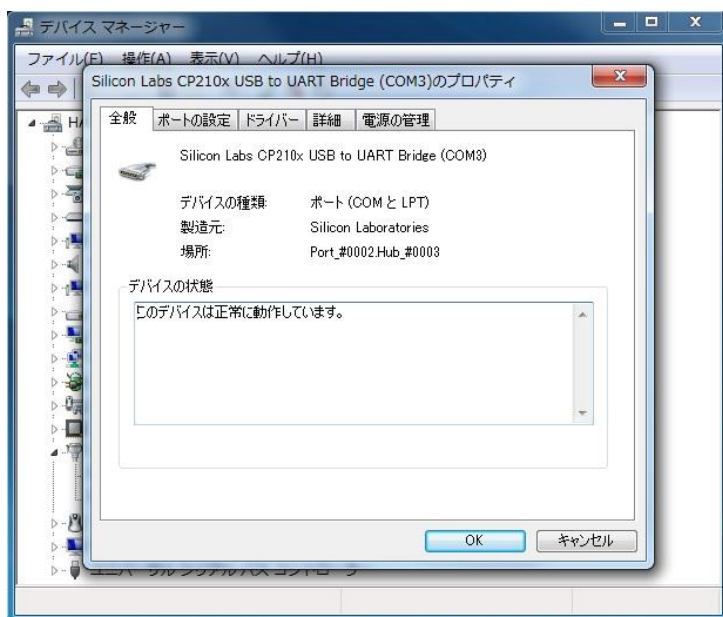 デバイス マネージャー
ファイル(F) 操作(A) 表示(V) ヘルプ(H)
Silicon Labs CP210x USB to UART Bridge (COM3)のプロパティ
全般 ポートの設定 ドライバー 詳細 電源の管理
Silicon Labs CP210x USB to UART Bridge (COM3)
デバイスの種類: ポート (COM と LPT)
製造元: Silicon Laboratories
場所: Port_#0002.Hub_#0003
デバイスの状態
このデバイスは正常に動作しています。
OK キャンセル